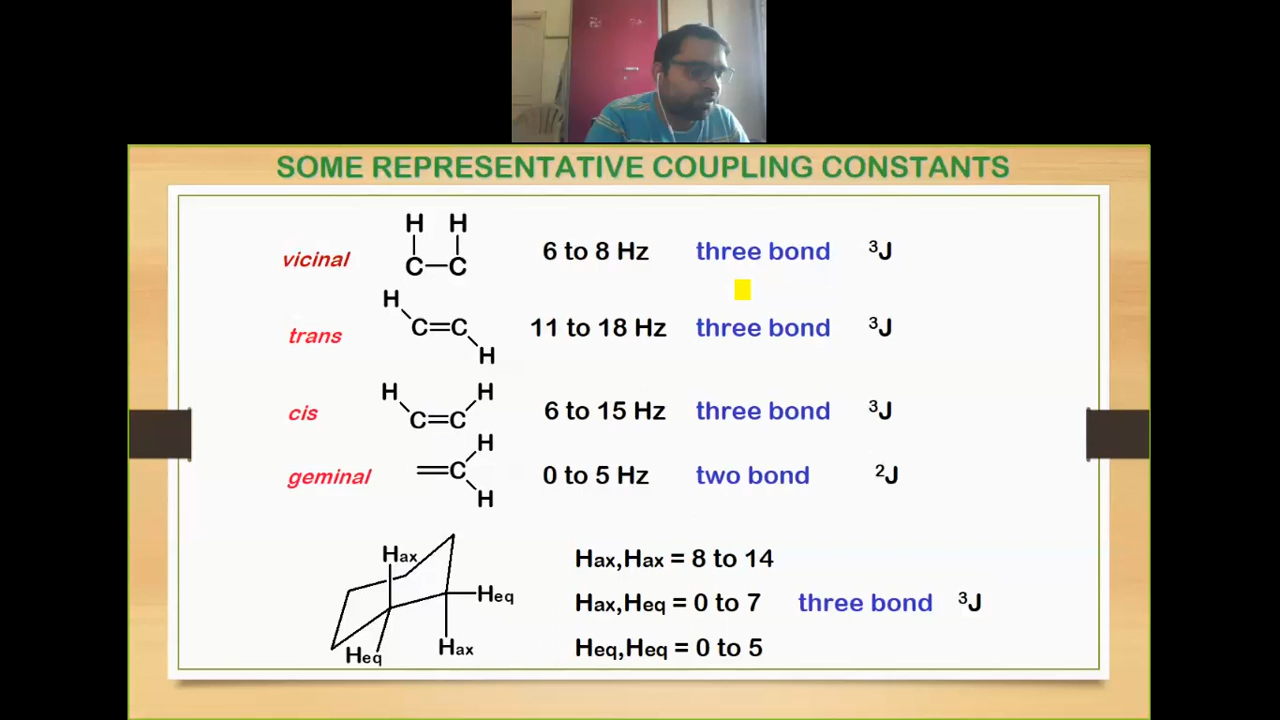 SOME REPRESENTATIVE COUPLING CONSTANTS
H H
vicinal C—C 6 to 8 Hz three bond ³J
H
trans C=C 11 to 18 Hz three bond ³J
H
H H
cis C=C 6 to 15 Hz three bond ³J
H
geminal =C 0 to 5 Hz two bond ²J
H
Hax Hax,Hax = 8 to 14
Heq Hax,Heq = 0 to 7 three bond ³J
Heq Hax Heq,Heq = 0 to 5